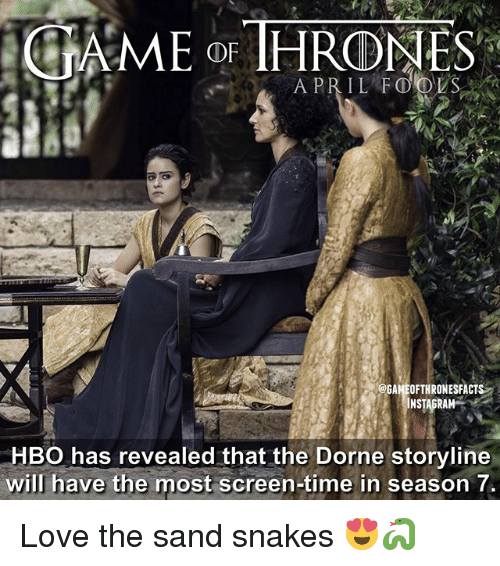 GAME OF THRONES
APRIL FOOLS
@GAMEOFTHRONESFACTS
INSTAGRAM
HBO has revealed that the Dorne storyline
will have the most screen-time in season 7.
Love the sand snakes 😍🐍